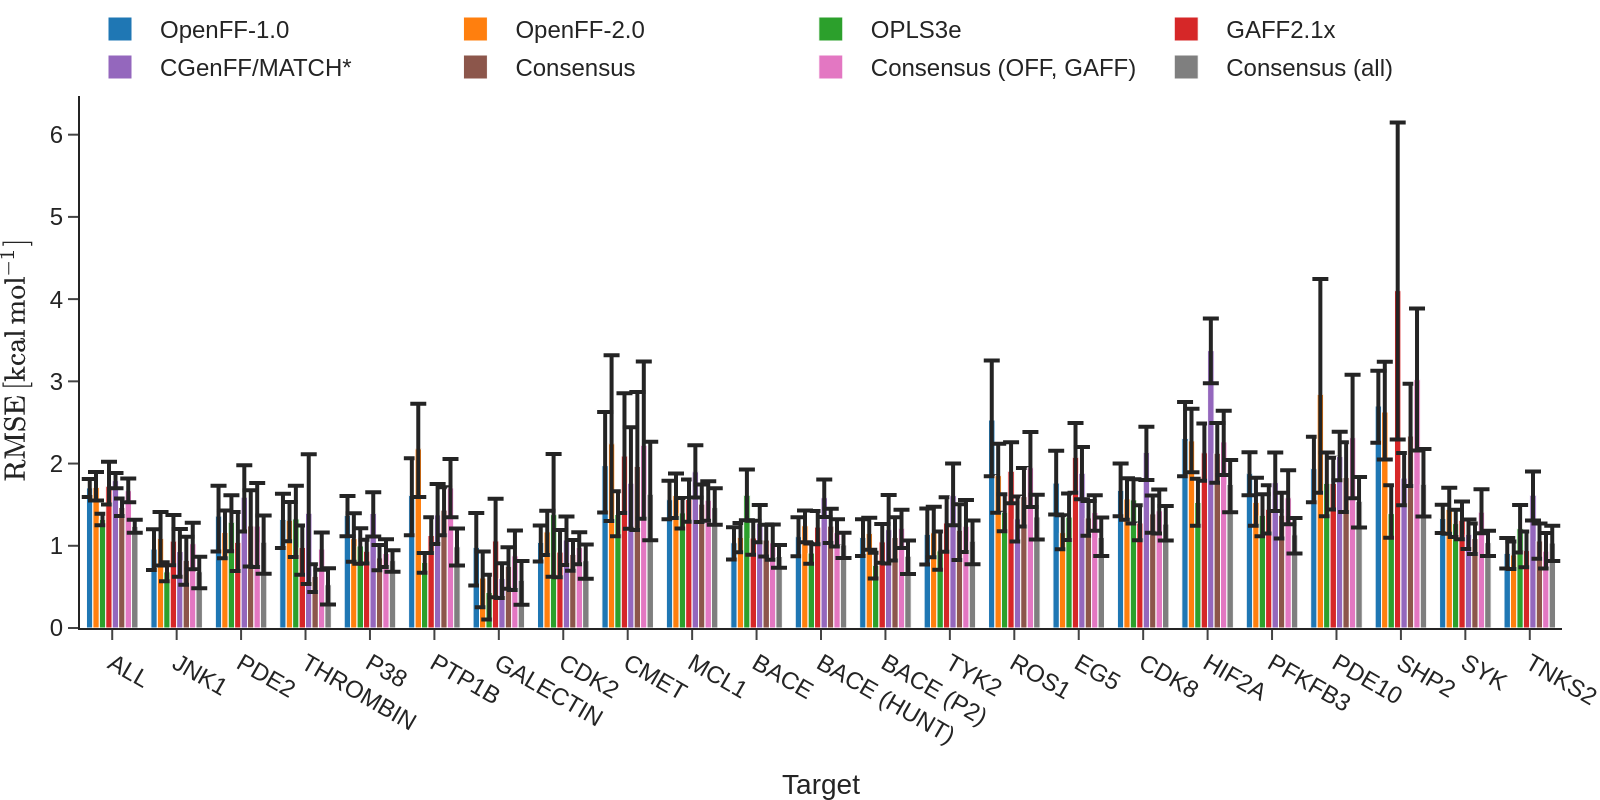 OpenFF-1.0 OpenFF-2.0 OPLS3e GAFF2.1x
CGenFF/MATCH* Consensus Consensus (OFF, GAFF) Consensus (all)
RMSE [kcal mol⁻¹]
6
5
4
3
2
1
0
ALL JNK1 PDE2 THROMBIN P38 PTP1B GALECTIN CDK2 CMET MCL1 BACE BACE (HUNT) BACE (P2) TYK2 ROS1 EG5 CDK8 HIF2A PFKFB3 PDE10 SHP2 SYK TNKS2
Target